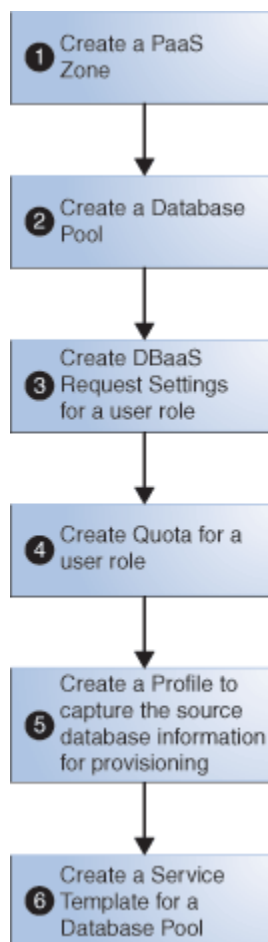 1 Create a PaaS
Zone
2 Create a Database
Pool
Create DBaaS
3 Request Settings
for a user role
4 Create Quota for a
user role
Create a Profile to
capture the source
5 database information
for provisioning
Create a Service
6 Template for a
Database Pool